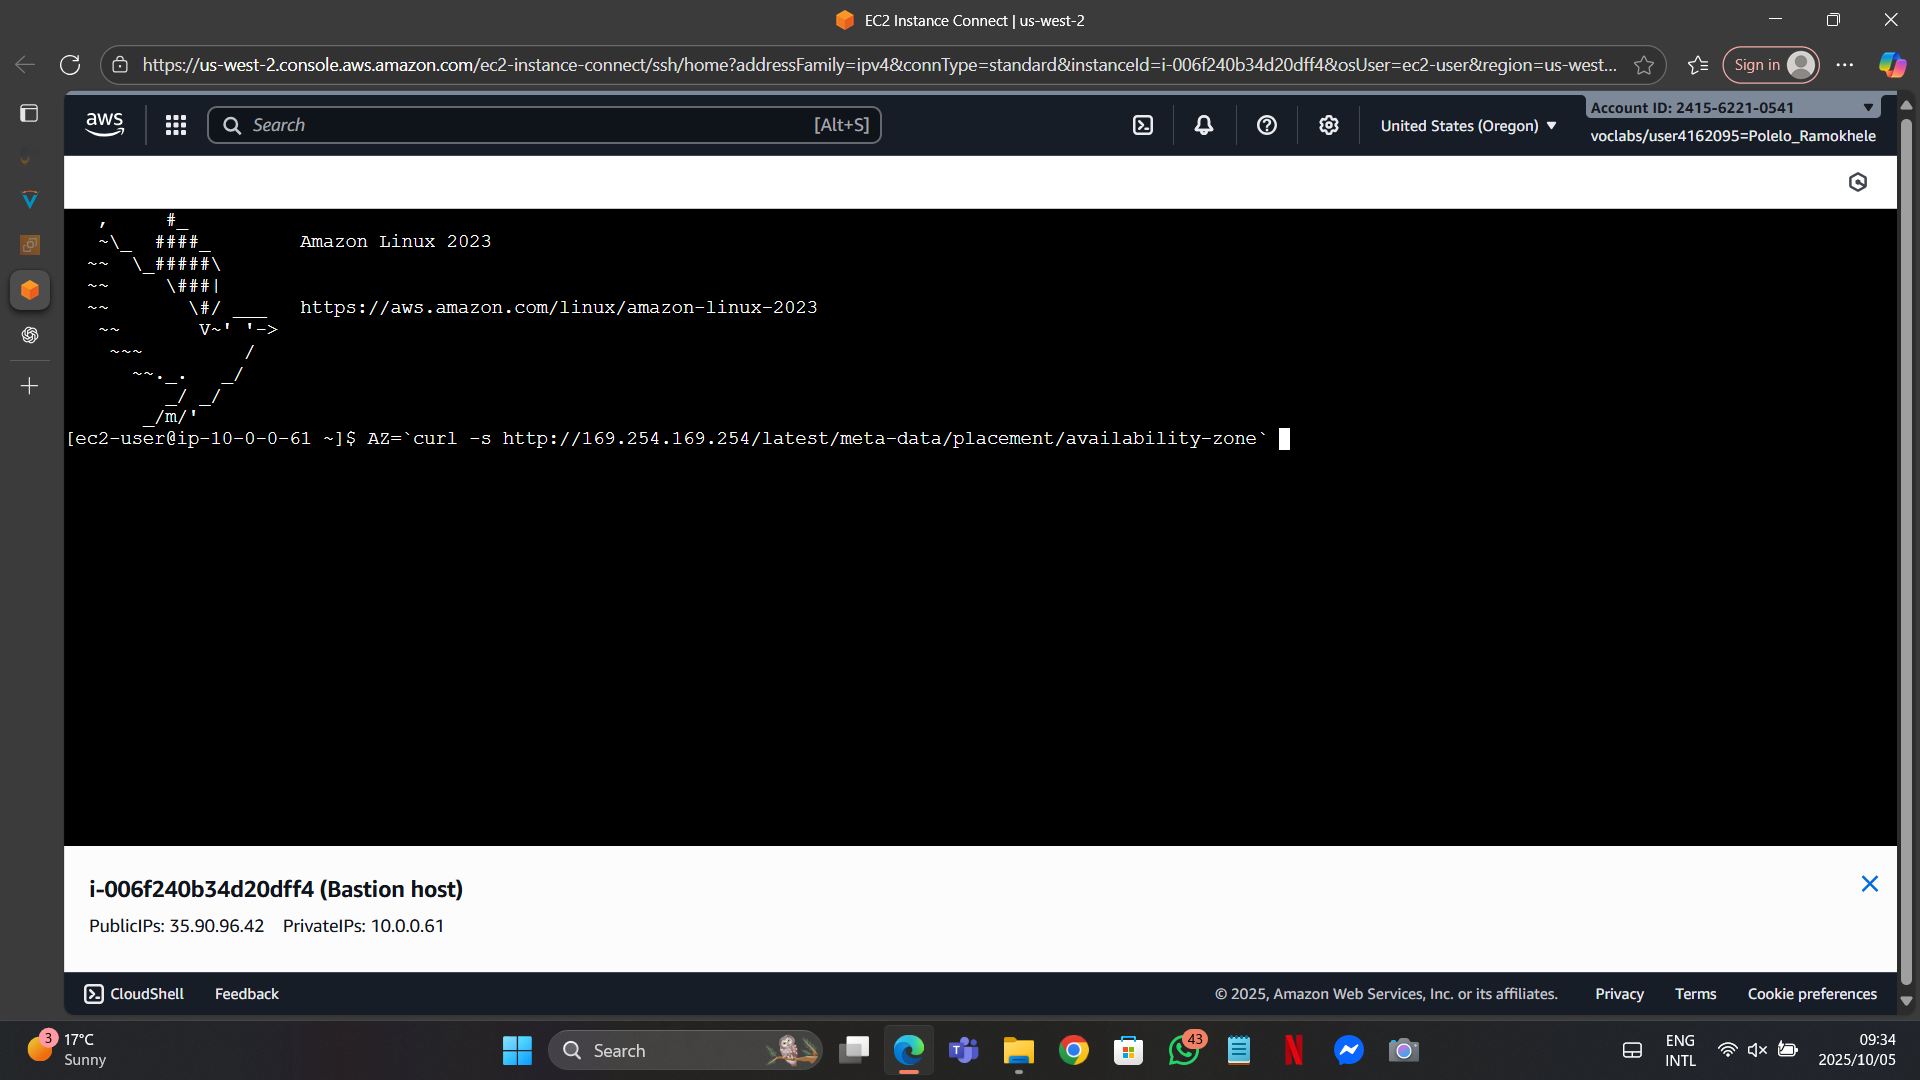 EC2 Instance Connect | us-west-2
https://us-west-2.console.aws.amazon.com/ec2-instance-connect/ssh/home?addressFamily=ipv4&connType=standard&instanceId=i-006f240b34d20dff4&osUser=ec2-user&region=us-west...
Sign in
aws
Search
[Alt+S]
United States (Oregon)
Account ID: 2415-6221-0541
voclabs/user4162095=Polelo_Ramokhele
   ,     #_
   ~\_  ####_        Amazon Linux 2023
  ~~  \_#####\
  ~~     \###|
  ~~       \#/ ___   https://aws.amazon.com/linux/amazon-linux-2023
   ~~       V~' '->
    ~~~         /
      ~~._.   _/
         _/ _/
       _/m/'
[ec2-user@ip-10-0-0-61 ~]$ AZ=`curl -s http://169.254.169.254/latest/meta-data/placement/availability-zone`
i-006f240b34d20dff4 (Bastion host)
PublicIPs: 35.90.96.42 PrivateIPs: 10.0.0.61
CloudShell
Feedback
© 2025, Amazon Web Services, Inc. or its affiliates.
Privacy
Terms
Cookie preferences
3
17°C
Sunny
Search
43
ENG
INTL
09:34
2025/10/05